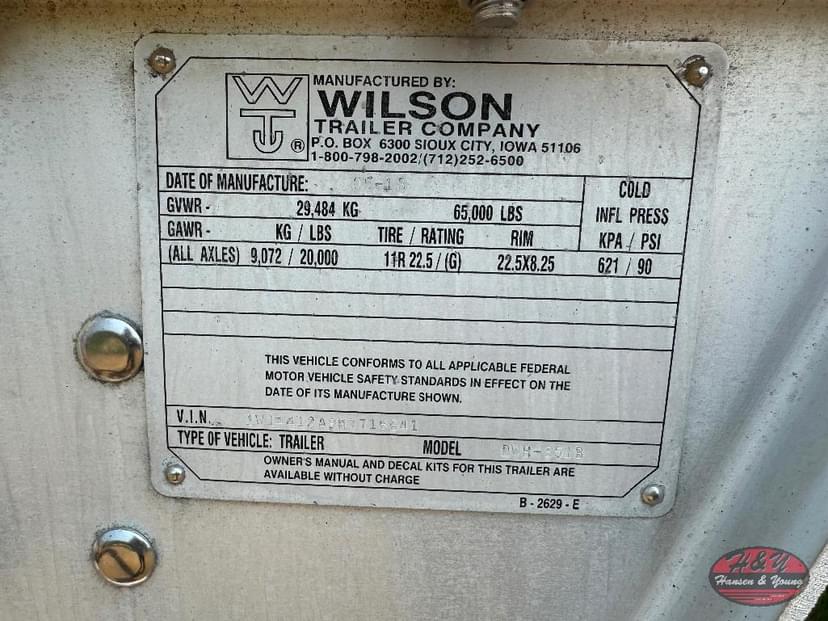 WT
®
MANUFACTURED BY:
WILSON
TRAILER COMPANY
P.O. BOX 6300 SIOUX CITY, IOWA 51106
1-800-798-2002/(712)252-6500
DATE OF MANUFACTURE:
COLD
INFL PRESS
KPA / PSI
GVWR - 29,484 KG 65,000 LBS
GAWR - KG / LBS TIRE / RATING RIM
(ALL AXLES) 9,072 / 20,000 11R 22.5 / (G) 22.5X8.25 621 / 90
THIS VEHICLE CONFORMS TO ALL APPLICABLE FEDERAL
MOTOR VEHICLE SAFETY STANDARDS IN EFFECT ON THE
DATE OF ITS MANUFACTURE SHOWN.
V.I.N.
TYPE OF VEHICLE: TRAILER MODEL
OWNER'S MANUAL AND DECAL KITS FOR THIS TRAILER ARE
AVAILABLE WITHOUT CHARGE
B - 2629 - E
H&Y
Hansen & Young